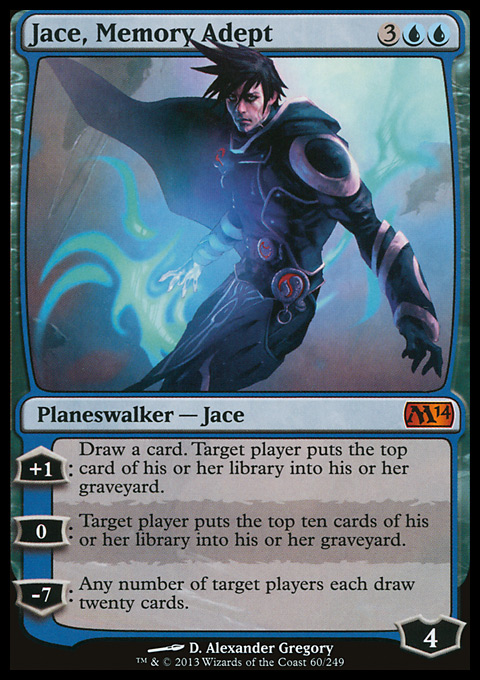 Jace, Memory Adept 3
Planeswalker — Jace M14
Draw a card. Target player puts the top
+1 : card of his or her library into his or her
graveyard.
0 : Target player puts the top ten cards of his
or her library into his or her graveyard.
-7 : Any number of target players each draw
twenty cards.
4
D. Alexander Gregory
™ & © 2013 Wizards of the Coast 60/249